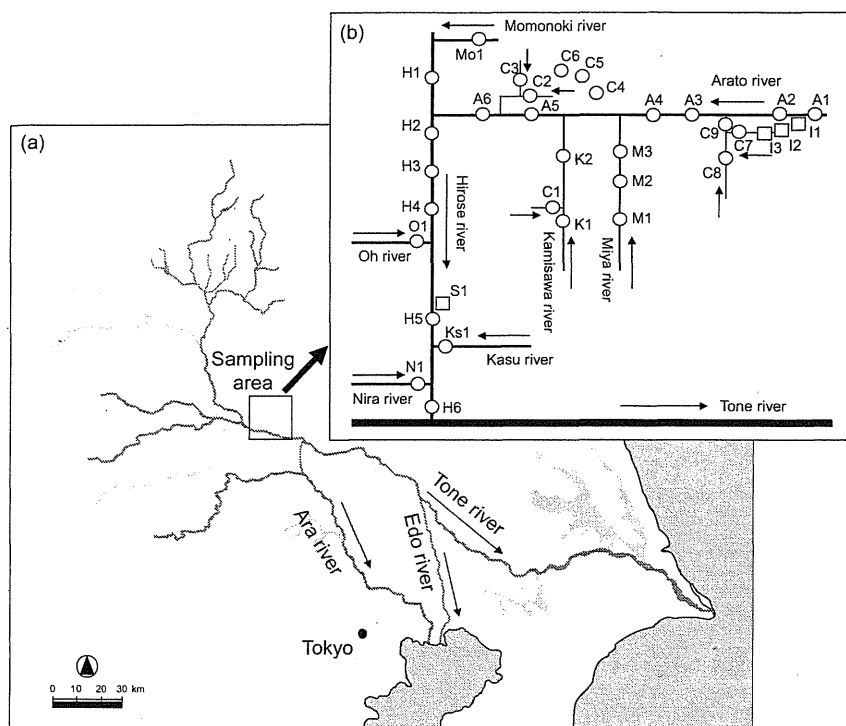 (b)
Momonoki river
Mo1
H1
C3
C6
C5
C2
C4
Arato river
A6
A5
A4
A3
A2
A1
C9
C7
I3
I2
I1
C8
H2
H3
H4
Hirose river
K2
C1
K1
Kamisawa river
M3
M2
M1
Miya river
O1
Oh river
S1
H5
Ks1
Kasu river
N1
Nira river
H6
Tone river
(a)
Sampling
area
Ara river
Edo river
Tone river
Tokyo
0 10 20 30 km